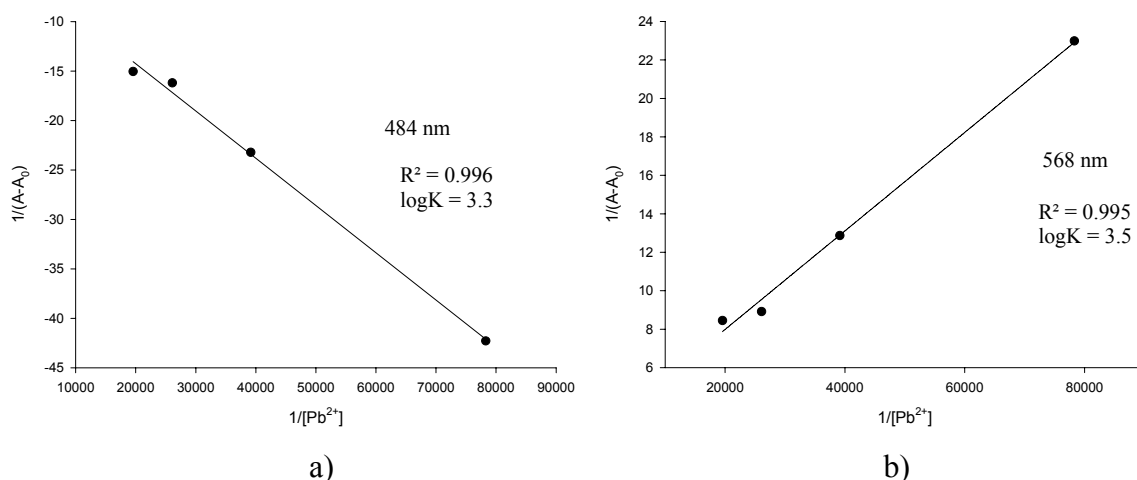 -10
-15
-20
-25
-30
-35
-40
-45
10000 20000 30000 40000 50000 60000 70000 80000 90000
1/(A-A₀)
1/[Pb²⁺]
484 nm
R² = 0.996
logK = 3.3
a)
24
22
20
18
16
14
12
10
8
6
20000 40000 60000 80000
1/(A-A₀)
1/[Pb²⁺]
568 nm
R² = 0.995
logK = 3.5
b)